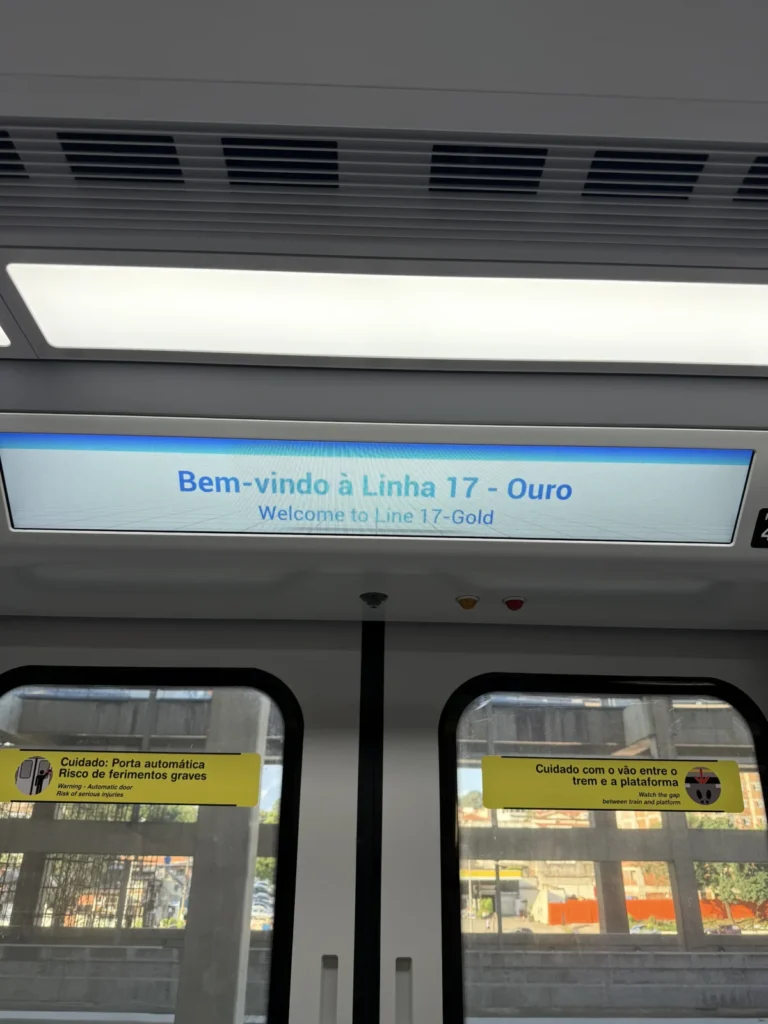 Bem-vindo à Linha 17 - Ouro
Welcome to Line 17-Gold
Cuidado: Porta automática
Risco de ferimentos graves
Warning - Automatic door
Risk of serious injuries
Cuidado com o vão entre o
trem e a plataforma
Watch the gap
between train and platform